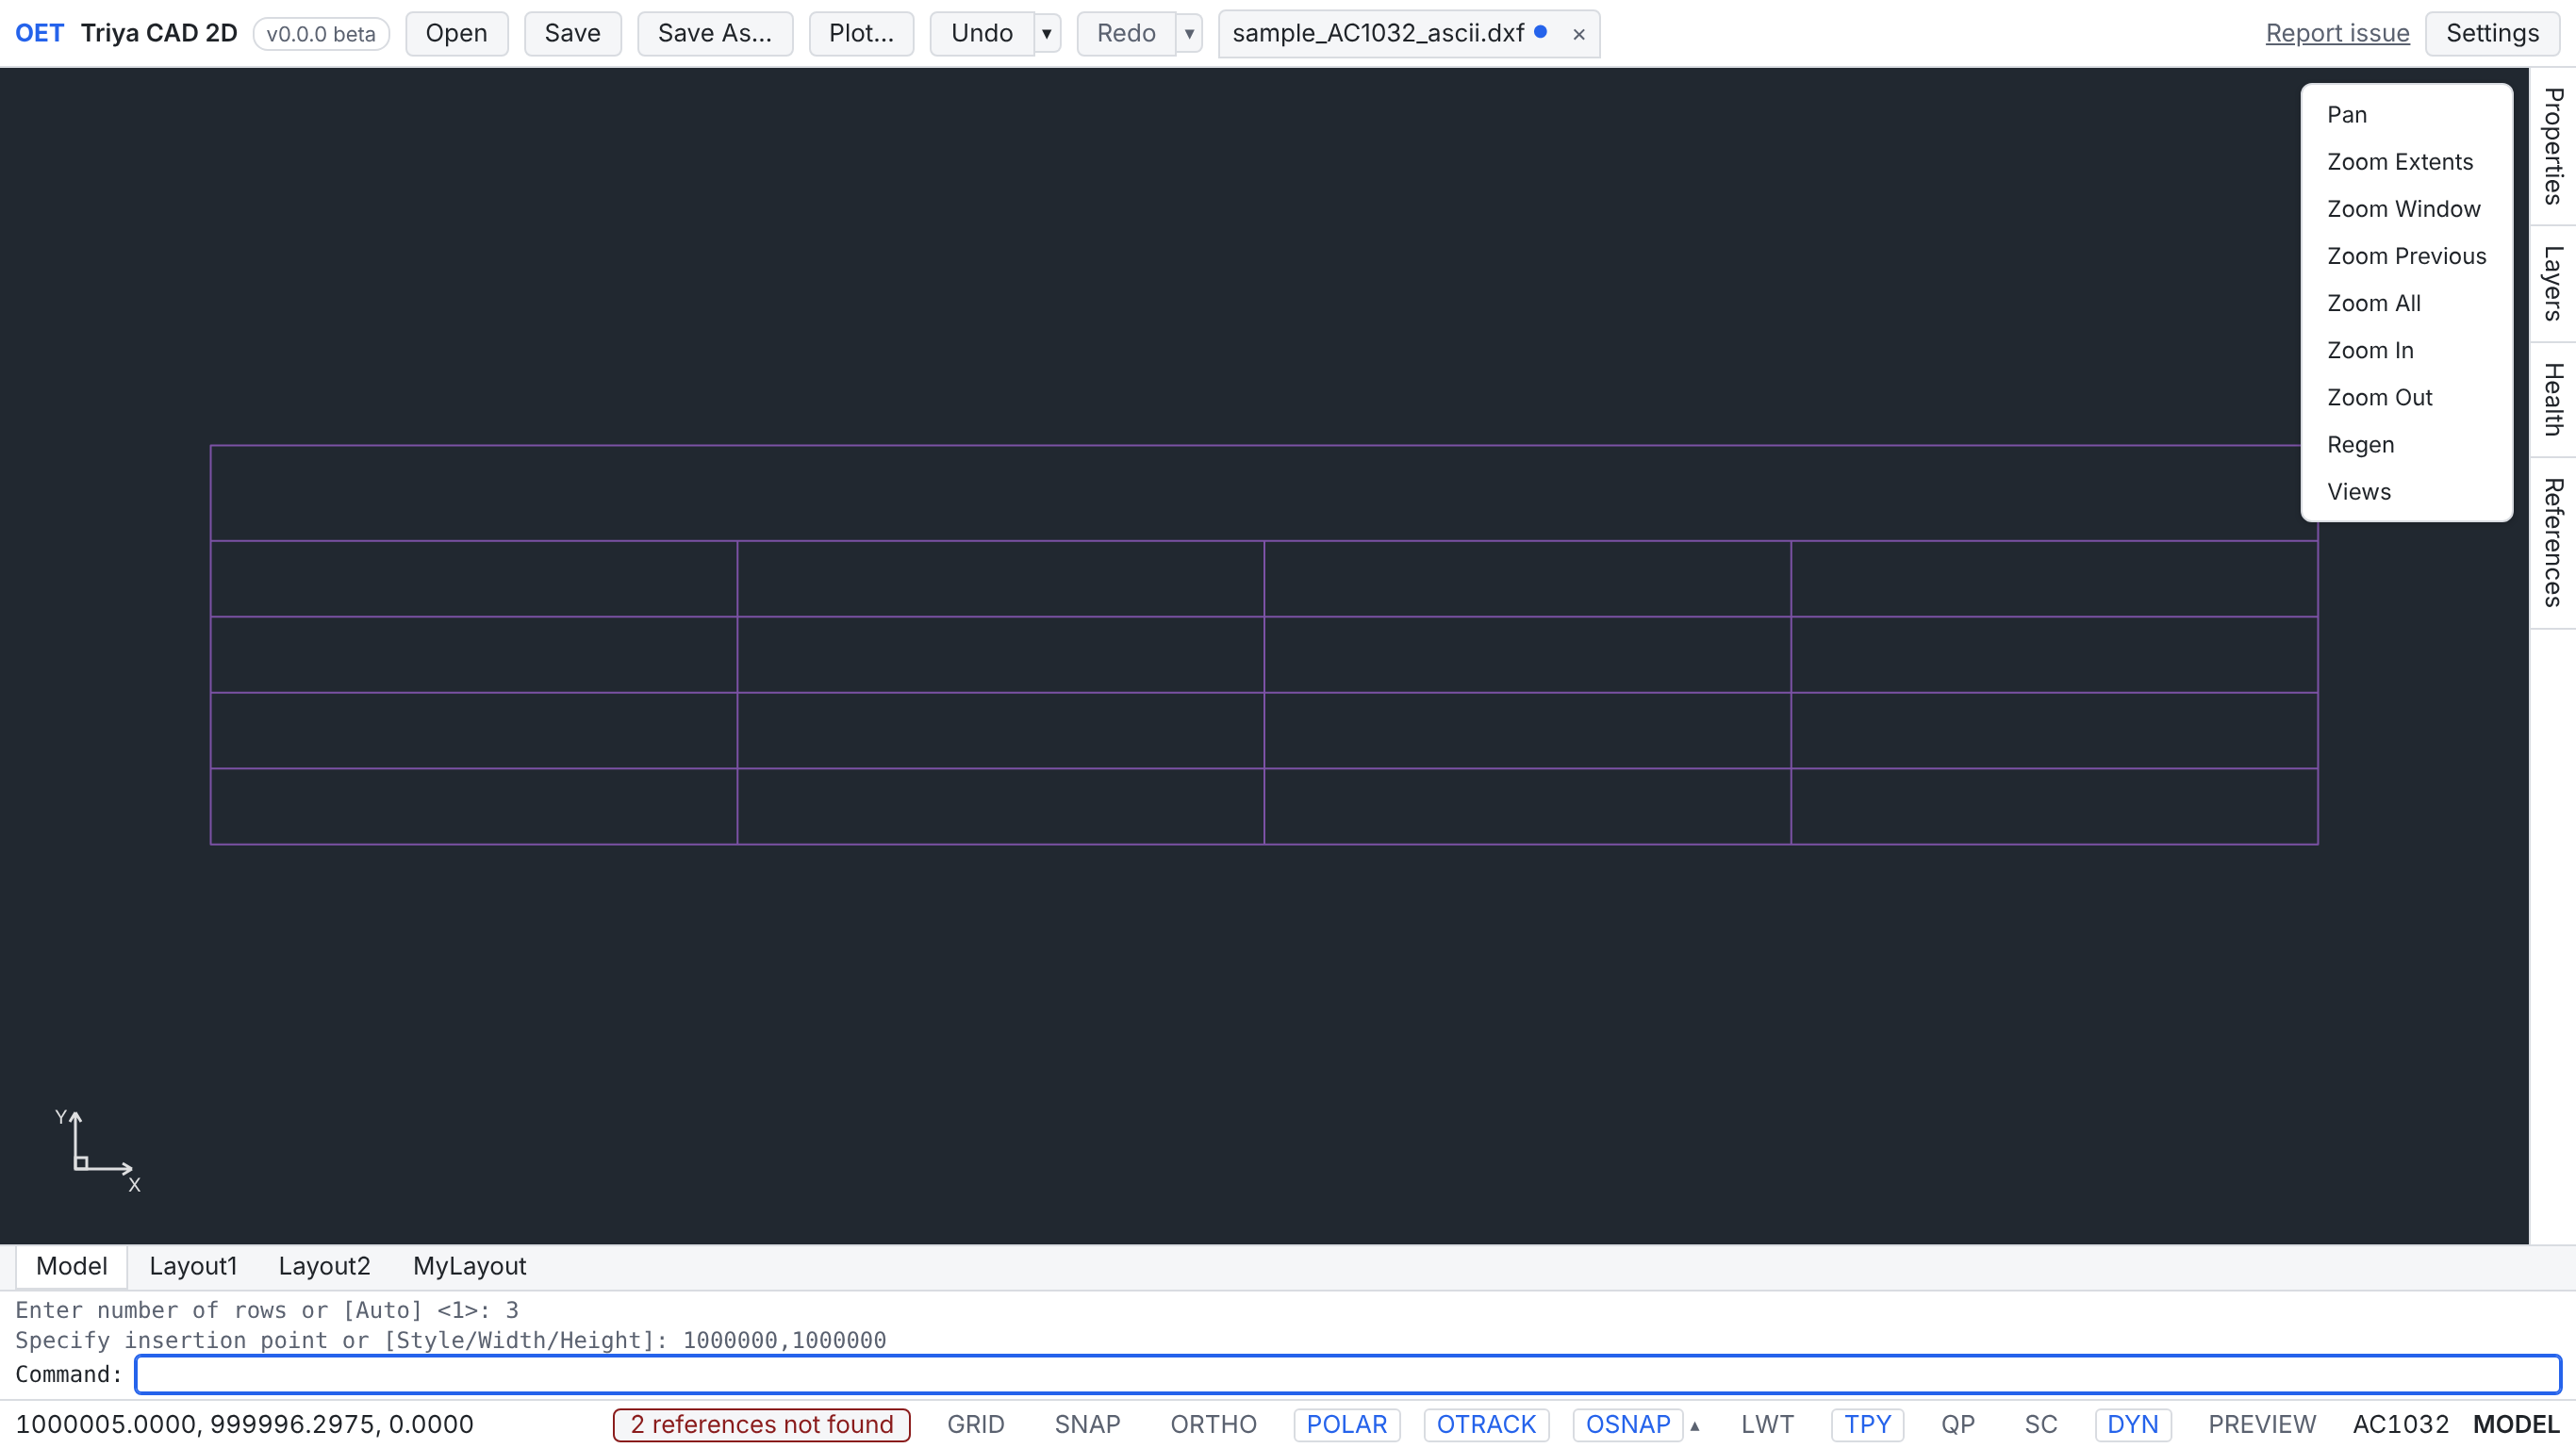 OET Triya CAD 2D v0.0.0 beta Open Save Save As... Plot... Undo ▾ Redo ▾ sample_AC1032_ascii.dxf × Report issue Settings
Pan
Zoom Extents
Zoom Window
Zoom Previous
Zoom All
Zoom In
Zoom Out
Regen
Views
Properties
Layers
Health
References
Y
X
Model Layout1 Layout2 MyLayout
Enter number of rows or [Auto] <1>: 3
Specify insertion point or [Style/Width/Height]: 1000000,1000000
Command:
1000005.0000, 999996.2975, 0.0000 2 references not found GRID SNAP ORTHO POLAR OTRACK OSNAP ▴ LWT TPY QP SC DYN PREVIEW AC1032 MODEL